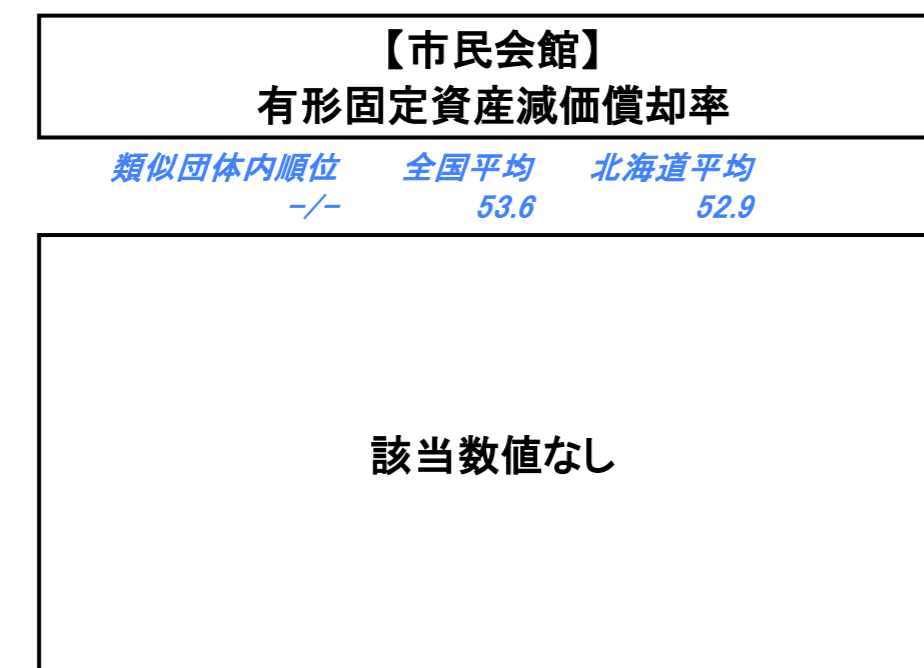 【市民会館】
有形固定資産減価償却率
類似団体内順位 全国平均 北海道平均
-/- 53.6 52.9
該当数値なし